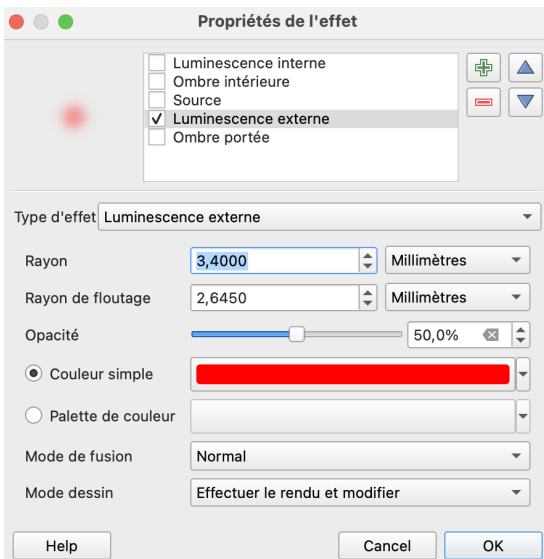 Propriétés de l'effet
Luminescence interne
Ombre intérieure
Source
Luminescence externe
Ombre portée
Type d'effet Luminescence externe
Rayon 3,4000 Millimètres
Rayon de floutage 2,6450 Millimètres
Opacité 50,0%
Couleur simple
Palette de couleur
Mode de fusion Normal
Mode dessin Effectuer le rendu et modifier
Help Cancel OK